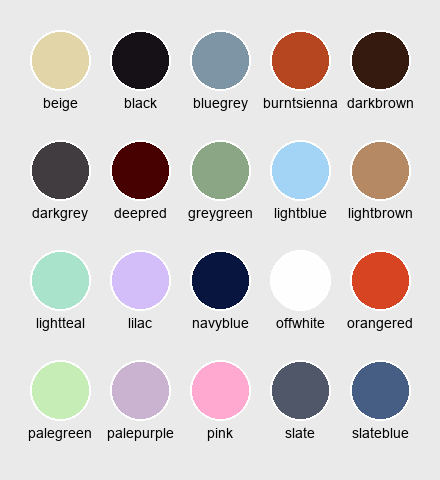 beige black bluegrey burntsienna darkbrown
darkgrey deepred greygreen lightblue lightbrown
lightteal lilac navyblue offwhite orangered
palegreen palepurple pink slate slateblue